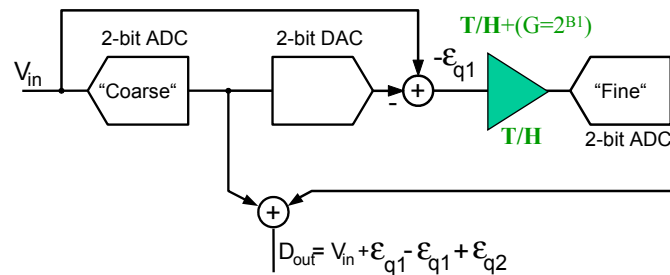 T/H+(G=2^B1)
2-bit ADC
2-bit DAC
V_in
"Coarse"
-
+
-ε_q1
"Fine"
T/H
2-bit ADC
+
D_out= V_in + ε_q1 - ε_q1 + ε_q2